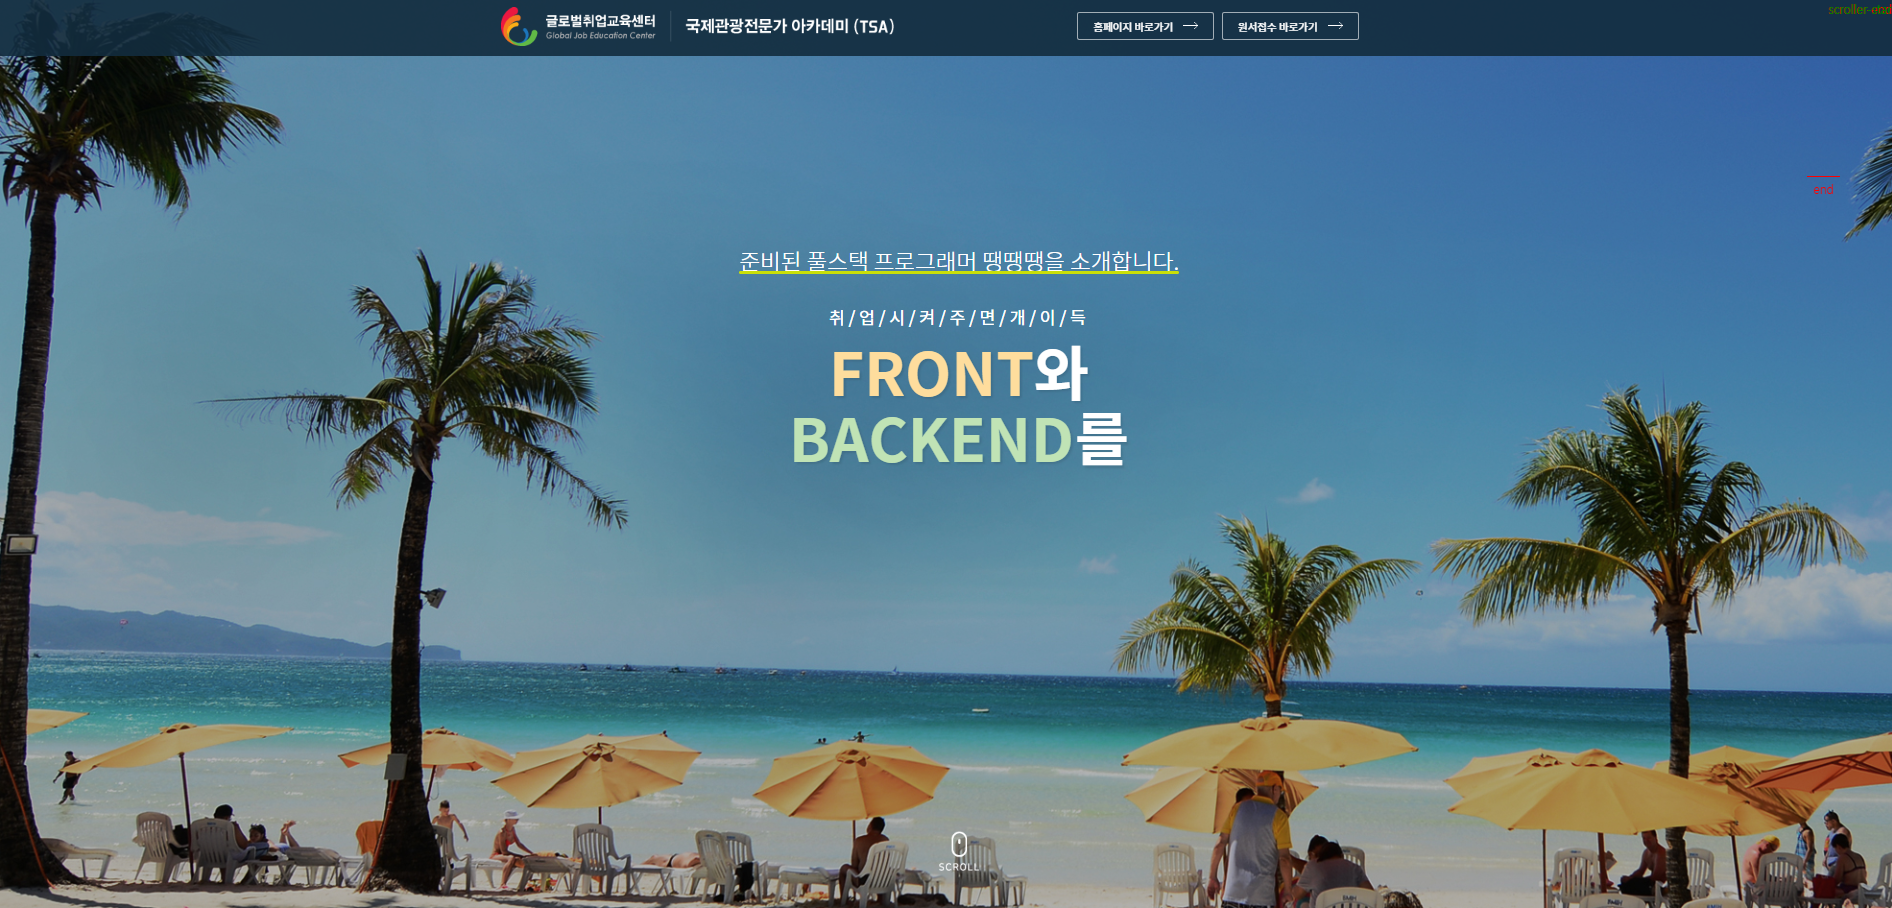 글로벌취업교육센터
Global Job Education Center
국제관광전문가 아카데미 (TSA)
홈페이지 바로가기
원서접수 바로가기
end
준비된 풀스택 프로그래머 땡땡땡을 소개합니다.
취/업/시/켜/주/면/개/이/득
FRONT와
BACKEND를
SCROLL